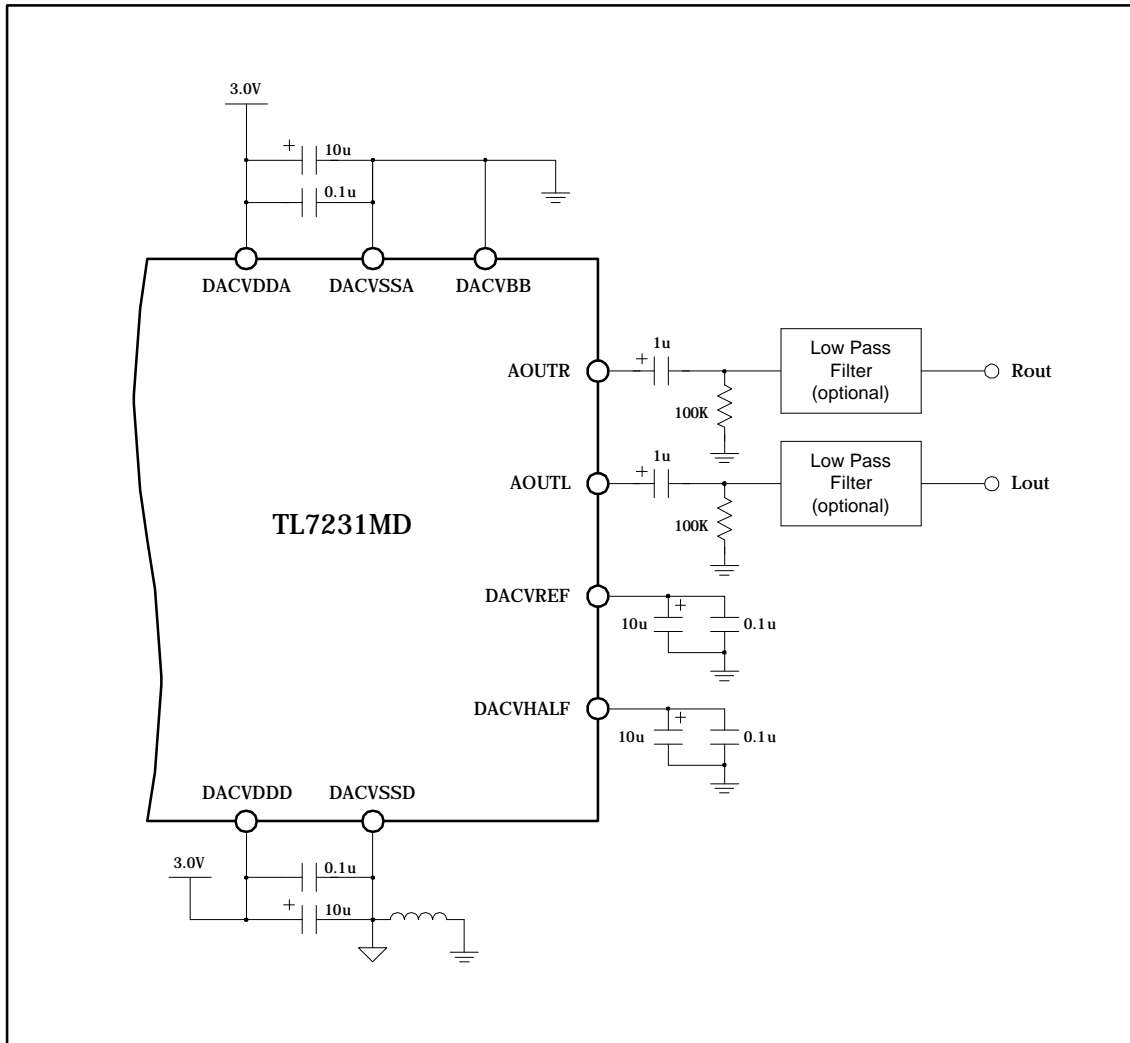 3.0V
+ 10u
0.1u
DACVDDA DACVSSA DACVBB
AOUTR
+ 1u
100K
Low Pass
Filter
(optional)
Rout
AOUTL
+ 1u
100K
Low Pass
Filter
(optional)
Lout
TL7231MD
DACVREF
10u + 0.1u
DACVHALF
10u + 0.1u
DACVDDD DACVSSD
3.0V
0.1u
+ 10u